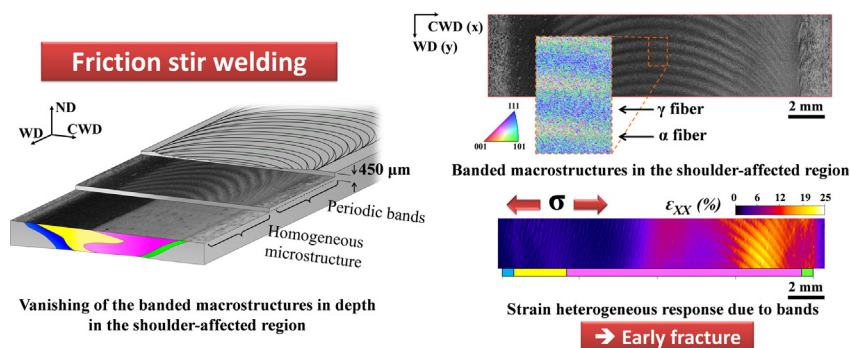 Friction stir welding
ND
WD
CWD
450 μm
Periodic bands
Homogeneous
microstructure
Vanishing of the banded macrostructures in depth
in the shoulder-affected region
CWD (x)
WD (y)
111
001
101
γ fiber
α fiber
2 mm
Banded macrostructures in the shoulder-affected region
σ
εXX (%)
0 6 12 19 25
2 mm
Strain heterogeneous response due to bands
➔ Early fracture